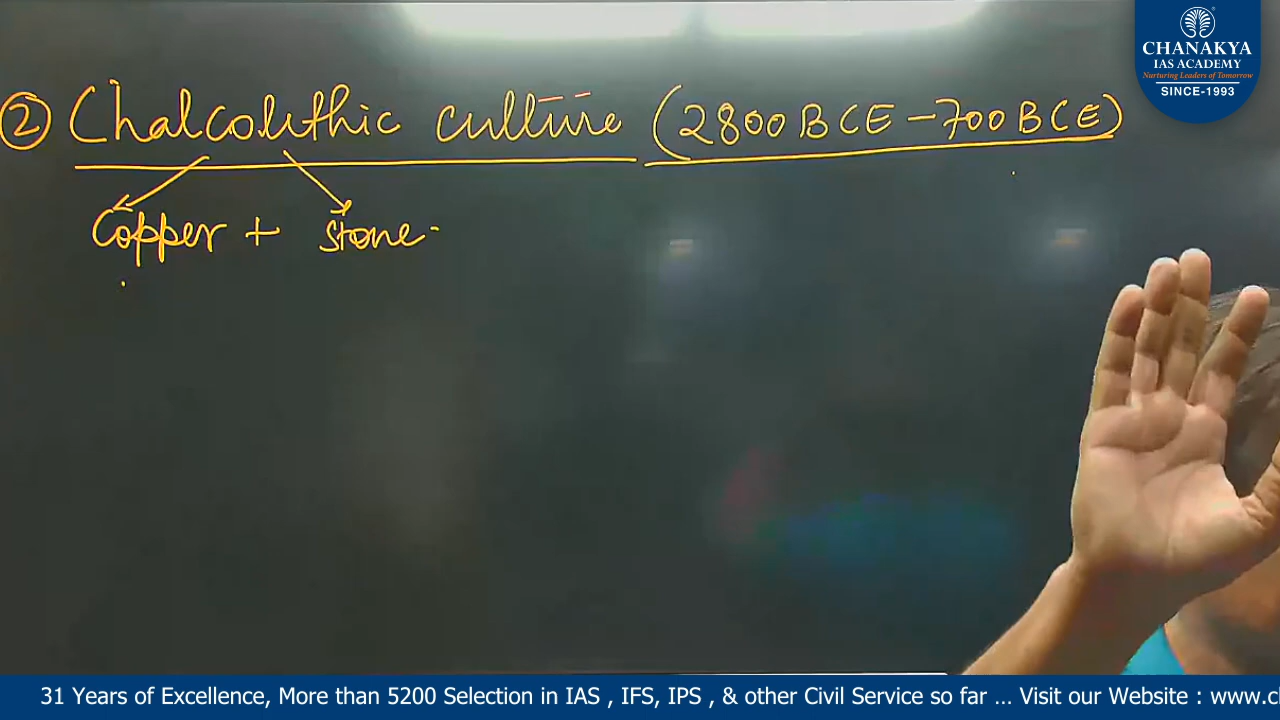 ② Chalcolithic culture (2800 BCE - 700 BCE)
Copper + stone
CHANAKYA
IAS ACADEMY
Nurturing Leaders of Tomorrow
SINCE-1993
31 Years of Excellence, More than 5200 Selection in IAS , IFS, IPS , & other Civil Service so far ... Visit our Website : www.c